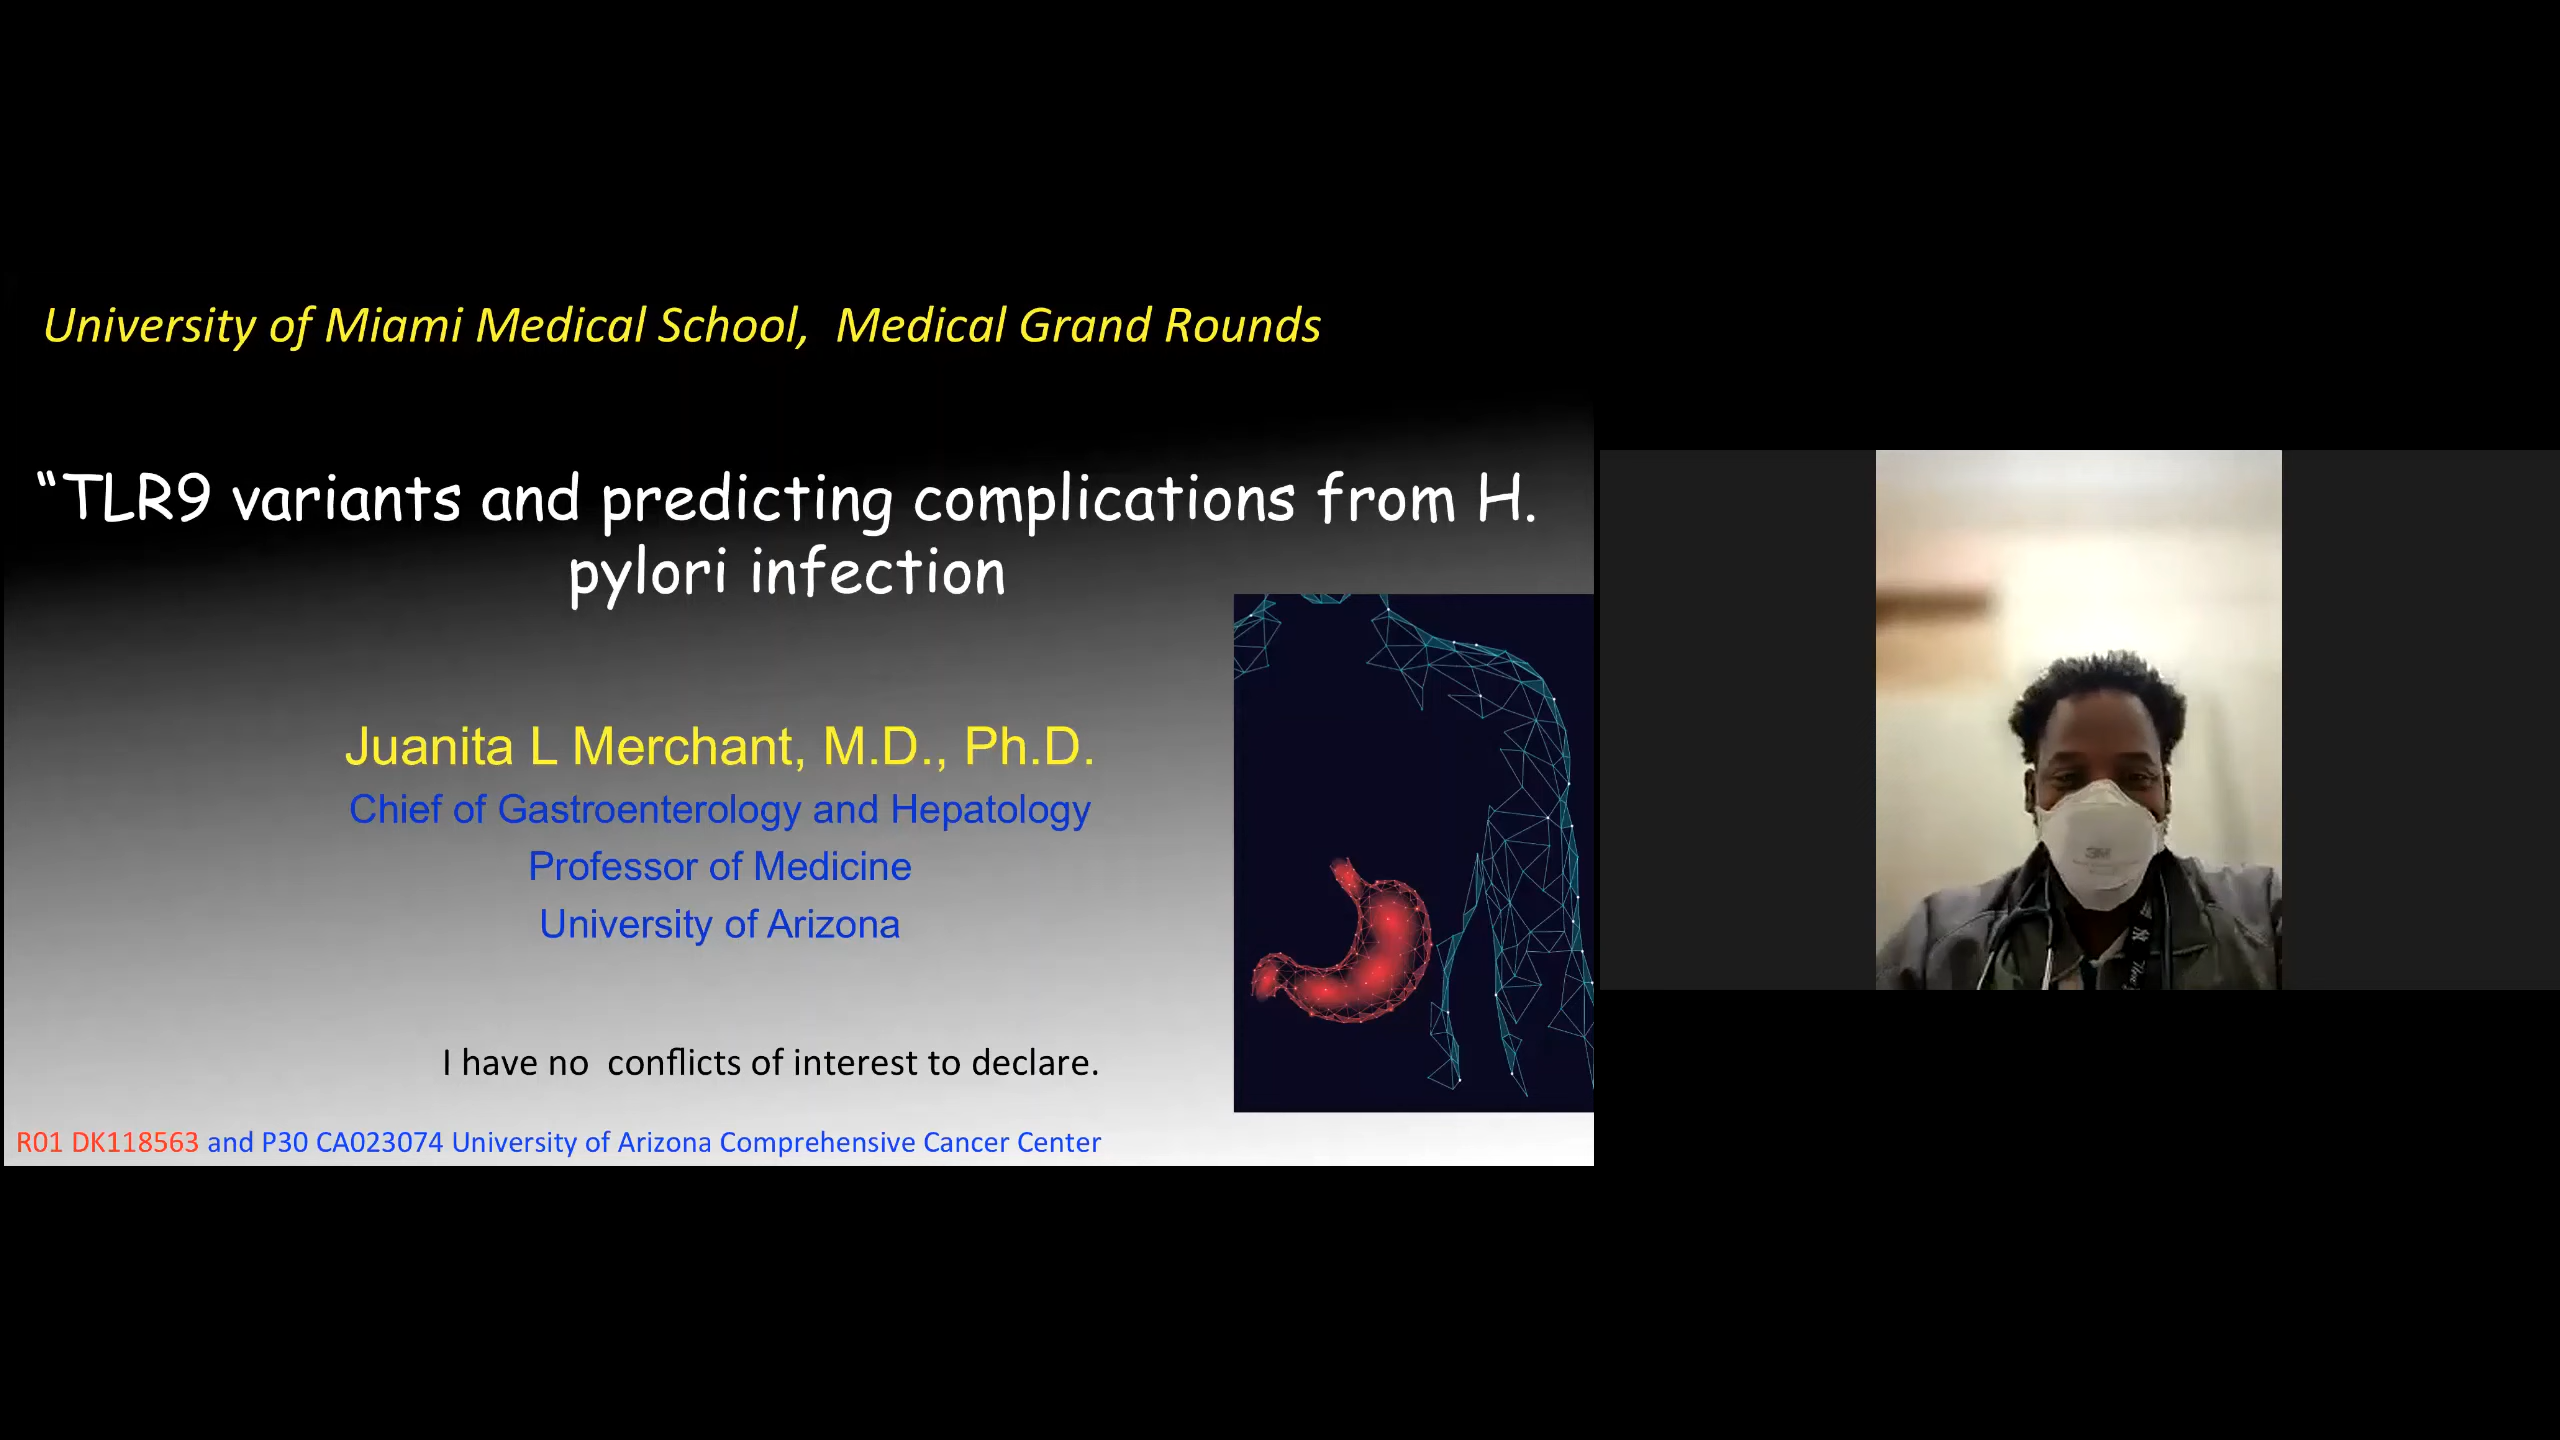 University of Miami Medical School,  Medical Grand Rounds
“TLR9 variants and predicting complications from H.
pylori infection
Juanita L Merchant, M.D., Ph.D.
Chief of Gastroenterology and Hepatology
Professor of Medicine
University of Arizona
I have no  conflicts of interest to declare.
R01 DK118563 and P30 CA023074 University of Arizona Comprehensive Cancer Center
3M